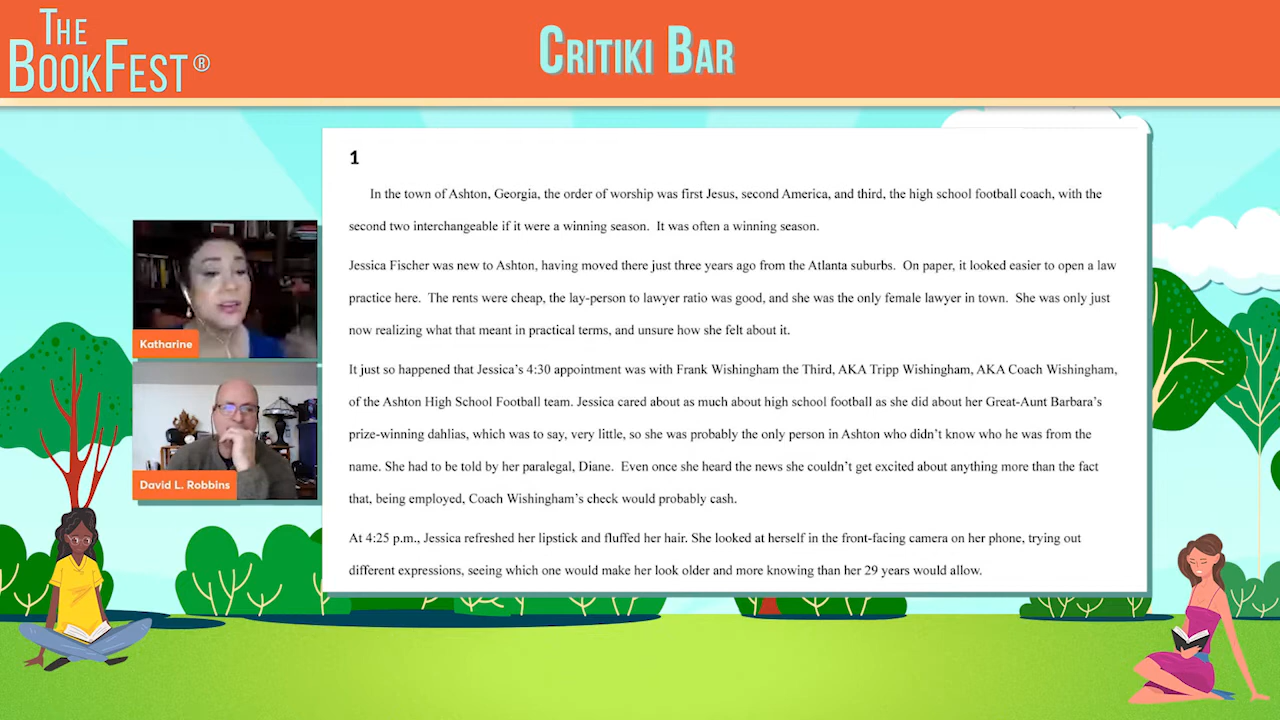 THE
BOOKFEST®
CRITIKI BAR
1
In the town of Ashton, Georgia, the order of worship was first Jesus, second America, and third, the high school football coach, with the
second two interchangeable if it were a winning season.  It was often a winning season.
Jessica Fischer was new to Ashton, having moved there just three years ago from the Atlanta suburbs.  On paper, it looked easier to open a law
practice here.  The rents were cheap, the lay-person to lawyer ratio was good, and she was the only female lawyer in town.  She was only just
now realizing what that meant in practical terms, and unsure how she felt about it.
It just so happened that Jessica’s 4:30 appointment was with Frank Wishingham the Third, AKA Tripp Wishingham, AKA Coach Wishingham,
of the Ashton High School Football team. Jessica cared about as much about high school football as she did about her Great-Aunt Barbara’s
prize-winning dahlias, which was to say, very little, so she was probably the only person in Ashton who didn’t know who he was from the
name. She had to be told by her paralegal, Diane.  Even once she heard the news she couldn’t get excited about anything more than the fact
that, being employed, Coach Wishingham’s check would probably cash.
At 4:25 p.m., Jessica refreshed her lipstick and fluffed her hair. She looked at herself in the front-facing camera on her phone, trying out
different expressions, seeing which one would make her look older and more knowing than her 29 years would allow.
Katharine
David L. Robbins